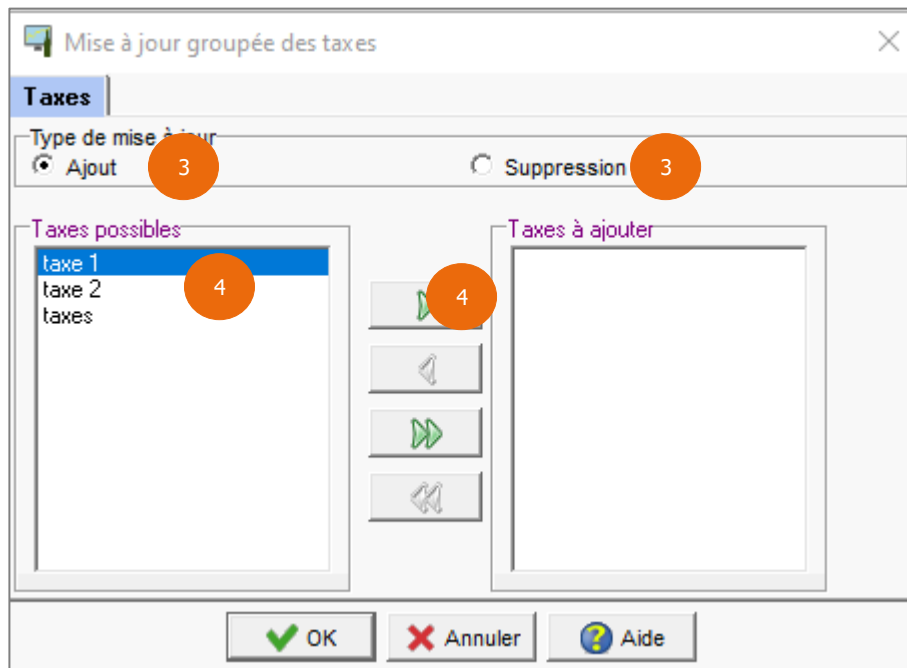 Mise à jour groupée des taxes
Taxes
Type de mise à jour
Ajout 3 Suppression 3
Taxes possibles Taxes à ajouter
taxe 1
taxe 2 4 4
taxes
OK Annuler Aide